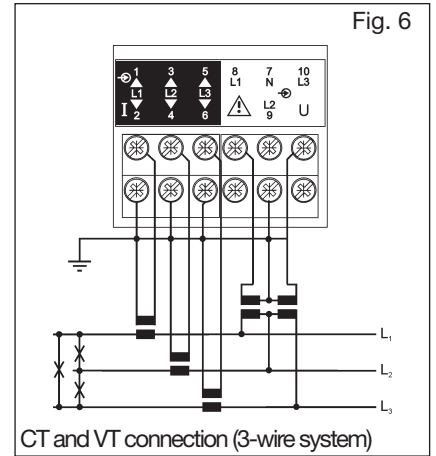 Fig. 6
1 3 5 8 7 10
L1 N L3
L1 L2 L3
I 2 4 6 L2 9 U
L1
L2
L3
CT and VT connection (3-wire system)